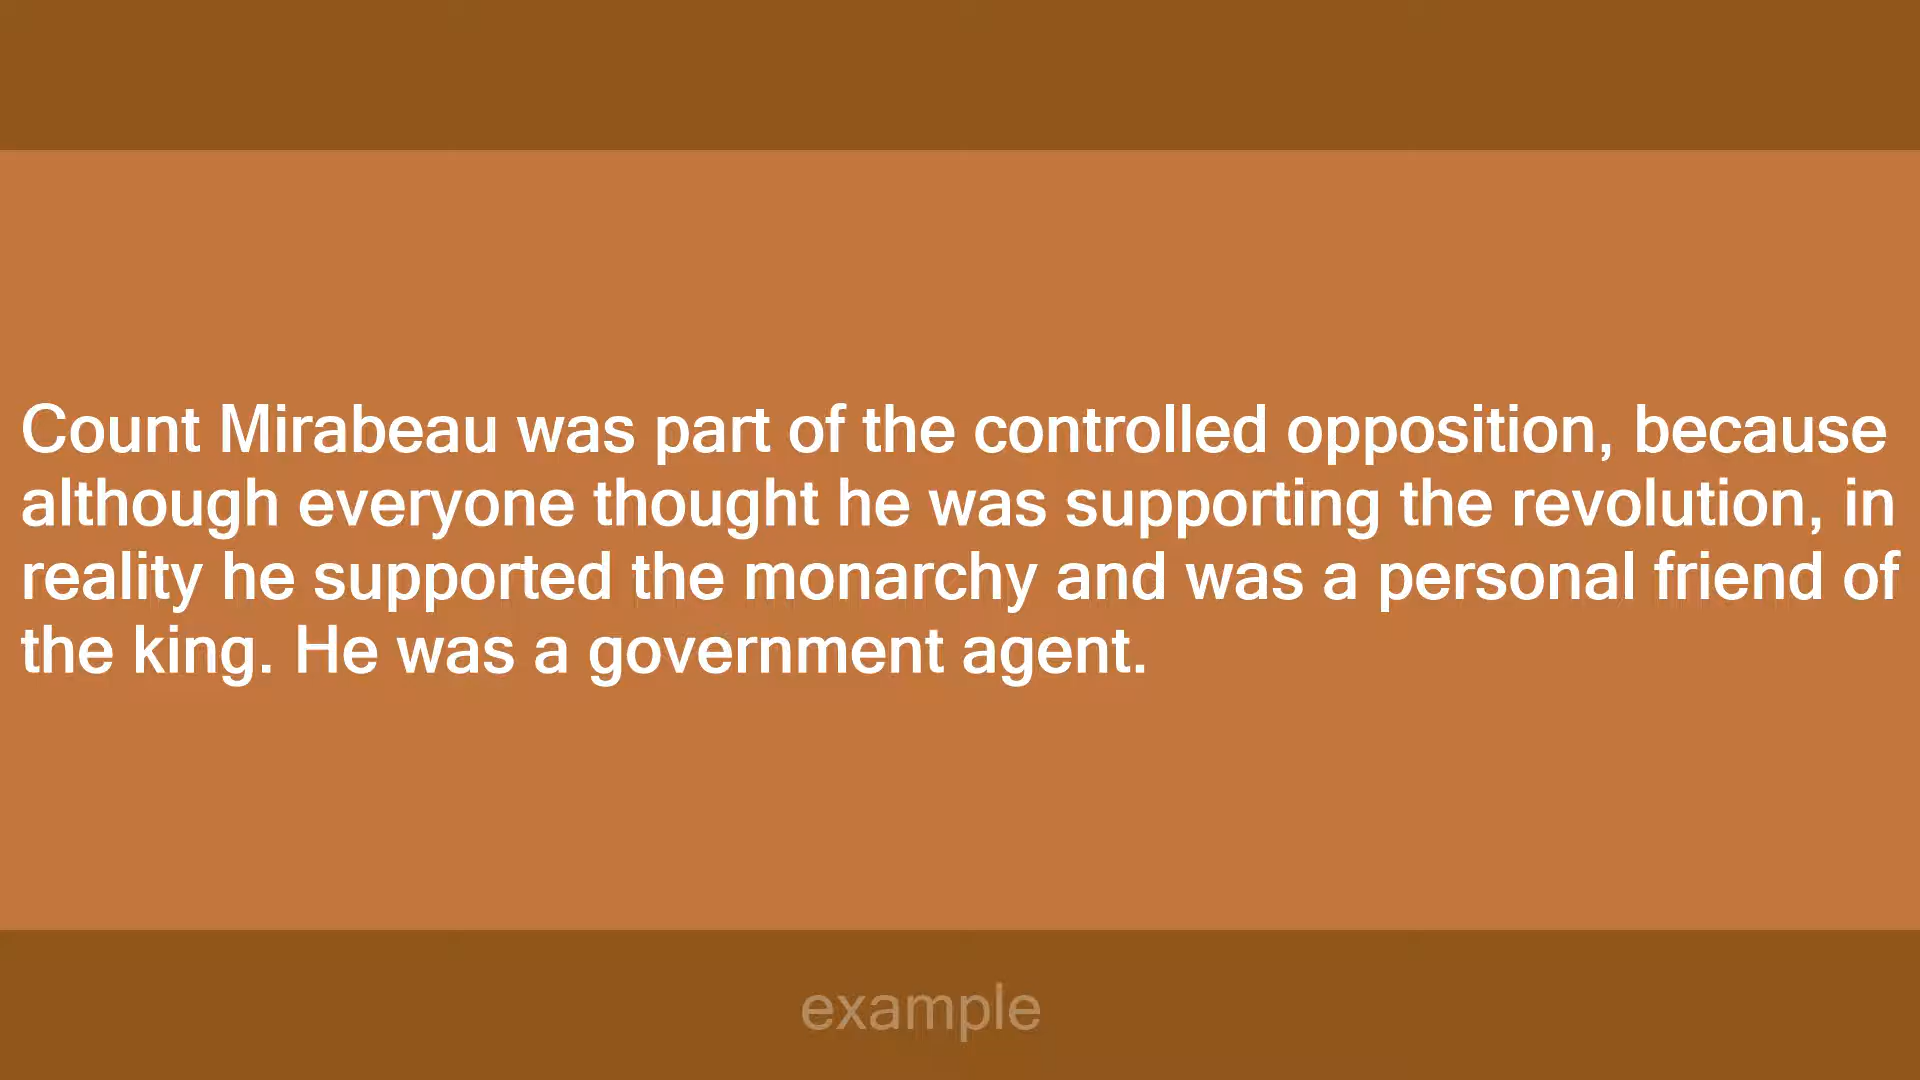 Count Mirabeau was part of the controlled opposition, because
although everyone thought he was supporting the revolution, in
reality he supported the monarchy and was a personal friend of
the king. He was a government agent.
example